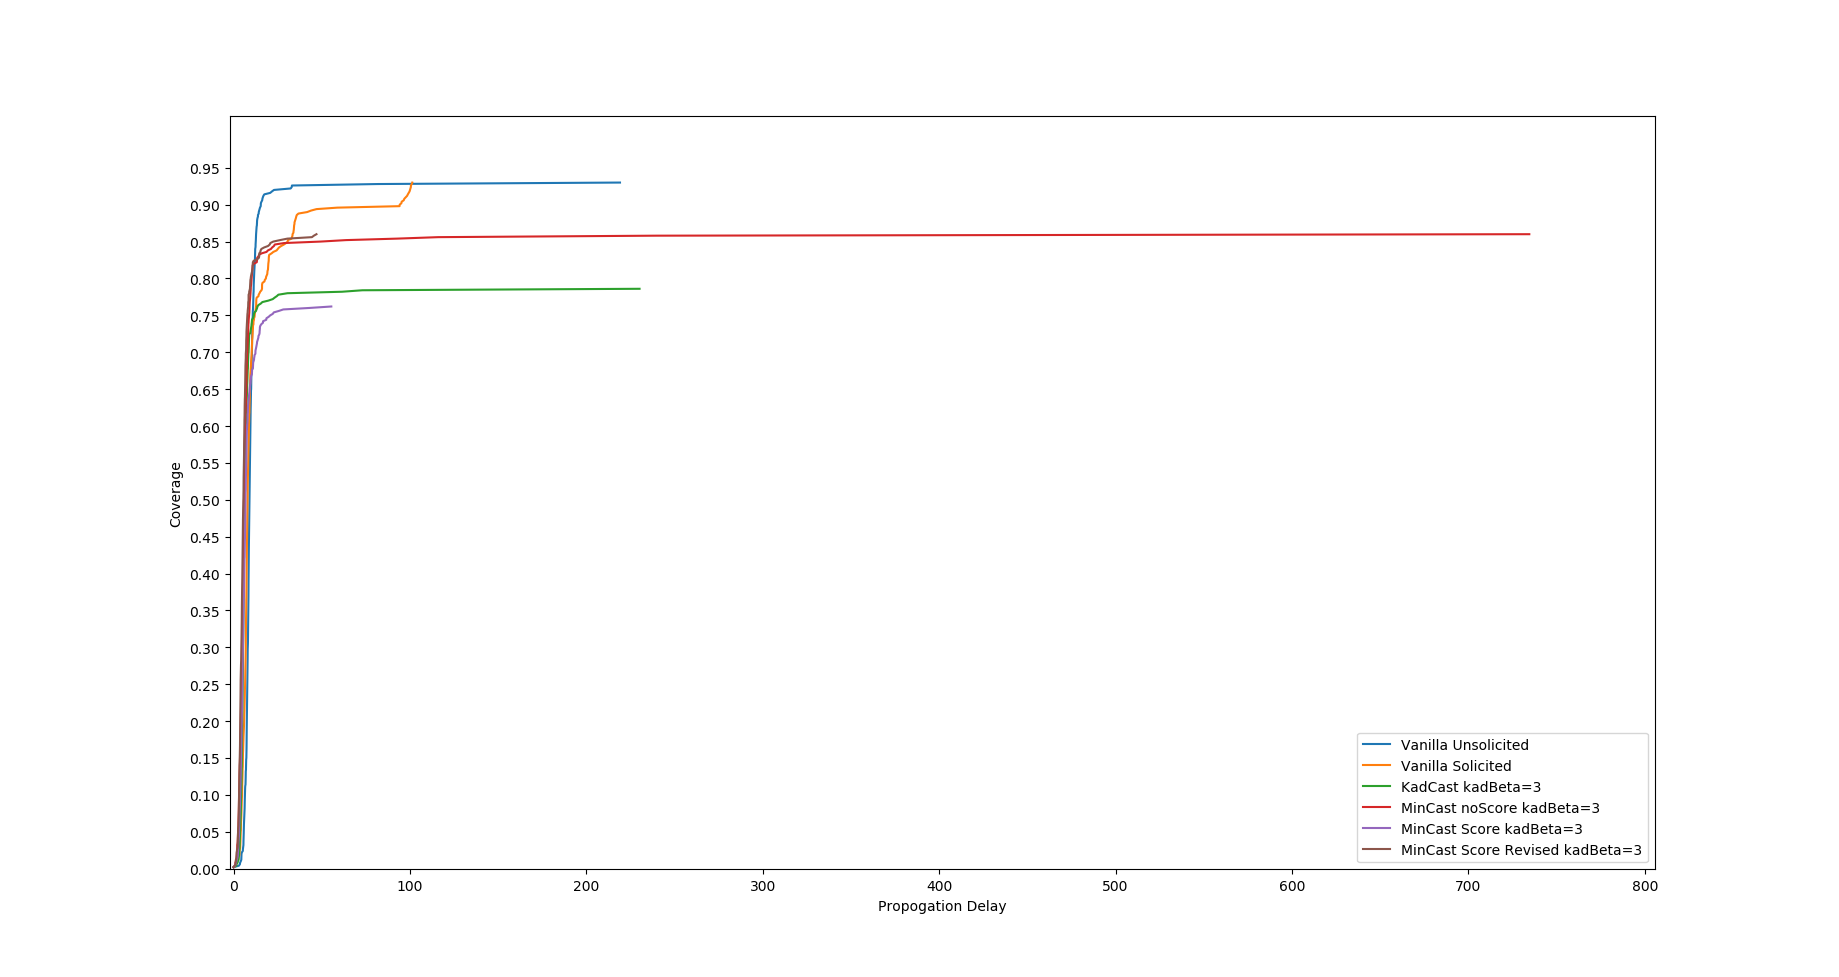 0.95
0.90
0.85
0.80
0.75
0.70
0.65
0.60
0.55
0.50
0.45
0.40
0.35
0.30
0.25
0.20
0.15
0.10
0.05
0.00
Coverage
0 100 200 300 400 500 600 700 800
Propogation Delay
Vanilla Unsolicited
Vanilla Solicited
KadCast kadBeta=3
MinCast noScore kadBeta=3
MinCast Score kadBeta=3
MinCast Score Revised kadBeta=3